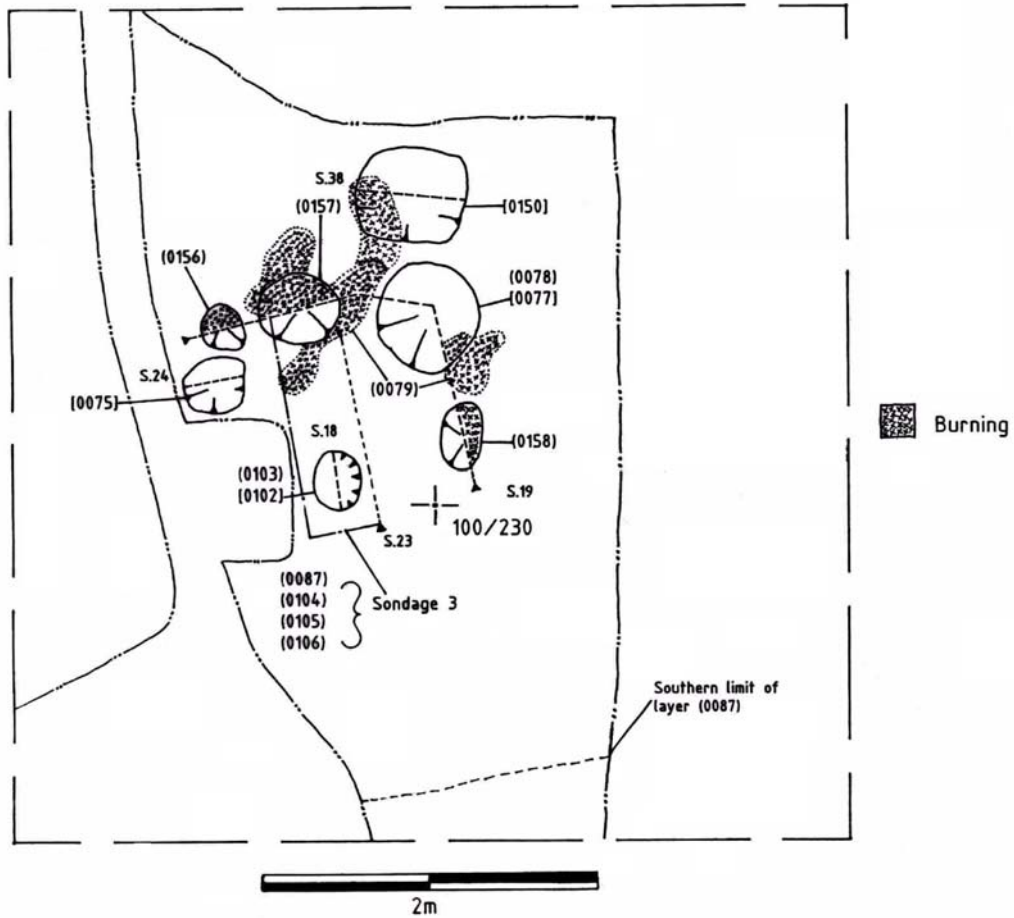 S.38
(0157)
[0150]
(0156)
(0078)
[0077]
S.24
[0075]
(0079)
S.18
(0103)
[0102]
(0158)
S.19
100/230
S.23
(0087)
(0104)
(0105)
(0106)
Sondage 3
Burning
Southern limit of
layer (0087)
2m